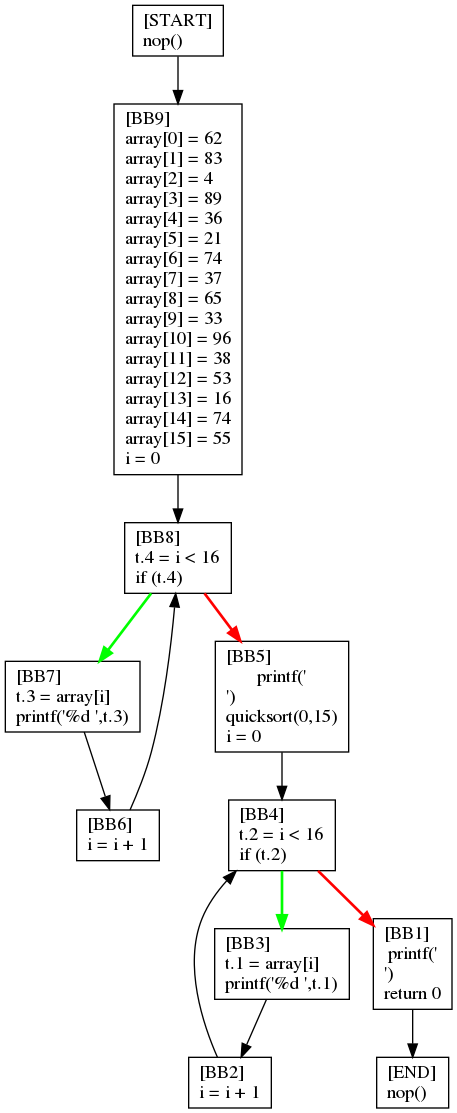 [START]
nop()
[BB9]
array[0] = 62
array[1] = 83
array[2] = 4
array[3] = 89
array[4] = 36
array[5] = 21
array[6] = 74
array[7] = 37
array[8] = 65
array[9] = 33
array[10] = 96
array[11] = 38
array[12] = 53
array[13] = 16
array[14] = 74
array[15] = 55
i = 0
[BB8]
t.4 = i < 16
if (t.4)
[BB7]
t.3 = array[i]
printf('%d ',t.3)
[BB5]
printf('
')
quicksort(0,15)
i = 0
[BB6]
i = i + 1
[BB4]
t.2 = i < 16
if (t.2)
[BB3]
t.1 = array[i]
printf('%d ',t.1)
[BB1]
printf('
')
return 0
[BB2]
i = i + 1
[END]
nop()